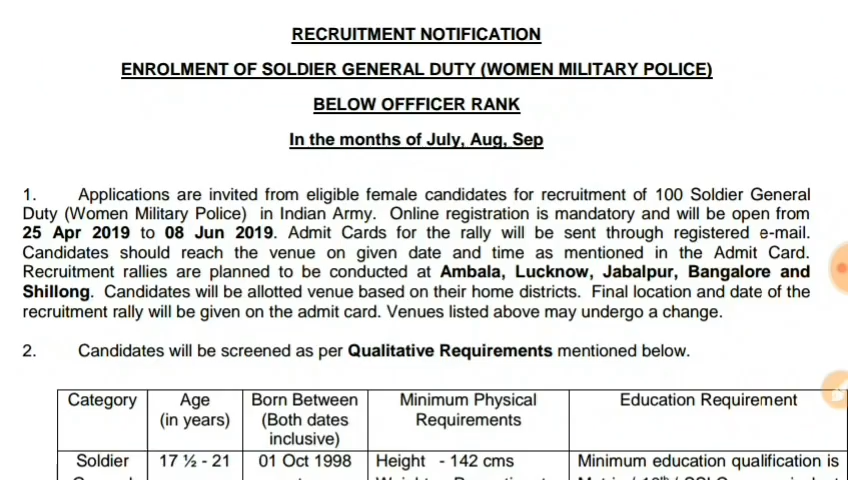 RECRUITMENT NOTIFICATION
ENROLMENT OF SOLDIER GENERAL DUTY (WOMEN MILITARY POLICE)
BELOW OFFFICER RANK
In the months of July, Aug, Sep
1. Applications are invited from eligible female candidates for recruitment of 100 Soldier General
Duty (Women Military Police) in Indian Army. Online registration is mandatory and will be open from
25 Apr 2019 to 08 Jun 2019. Admit Cards for the rally will be sent through registered e-mail.
Candidates should reach the venue on given date and time as mentioned in the Admit Card.
Recruitment rallies are planned to be conducted at Ambala, Lucknow, Jabalpur, Bangalore and
Shillong. Candidates will be allotted venue based on their home districts. Final location and date of the
recruitment rally will be given on the admit card. Venues listed above may undergo a change.
2. Candidates will be screened as per Qualitative Requirements mentioned below.
Category Age Born Between Minimum Physical Education Requirement
(in years) (Both dates Requirements
inclusive)
Soldier 17 ½ - 21 01 Oct 1998 Height - 142 cms Minimum education qualification is